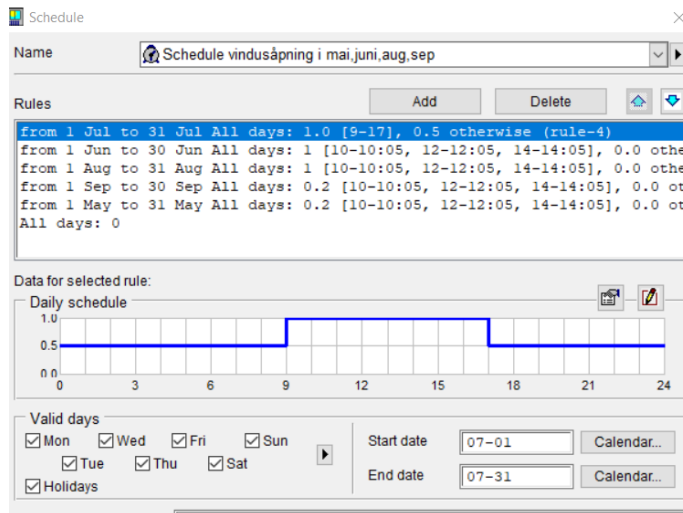 Schedule
Name Schedule vindusåpning i mai,juni,aug,sep
Rules Add Delete
from 1 Jul to 31 Jul All days: 1.0 [9-17], 0.5 otherwise (rule-4)
from 1 Jun to 30 Jun All days: 1 [10-10:05, 12-12:05, 14-14:05], 0.0 othe
from 1 Aug to 31 Aug All days: 1 [10-10:05, 12-12:05, 14-14:05], 0.0 othe
from 1 Sep to 30 Sep All days: 0.2 [10-10:05, 12-12:05, 14-14:05], 0.0 ot
from 1 May to 31 May All days: 0.2 [10-10:05, 12-12:05, 14-14:05], 0.0 ot
All days: 0
Data for selected rule:
Daily schedule
1.0
0.5
0.0
0 3 6 9 12 15 18 21 24
Valid days
Mon Wed Fri Sun Start date 07-01 Calendar...
Tue Thu Sat End date 07-31 Calendar...
Holidays